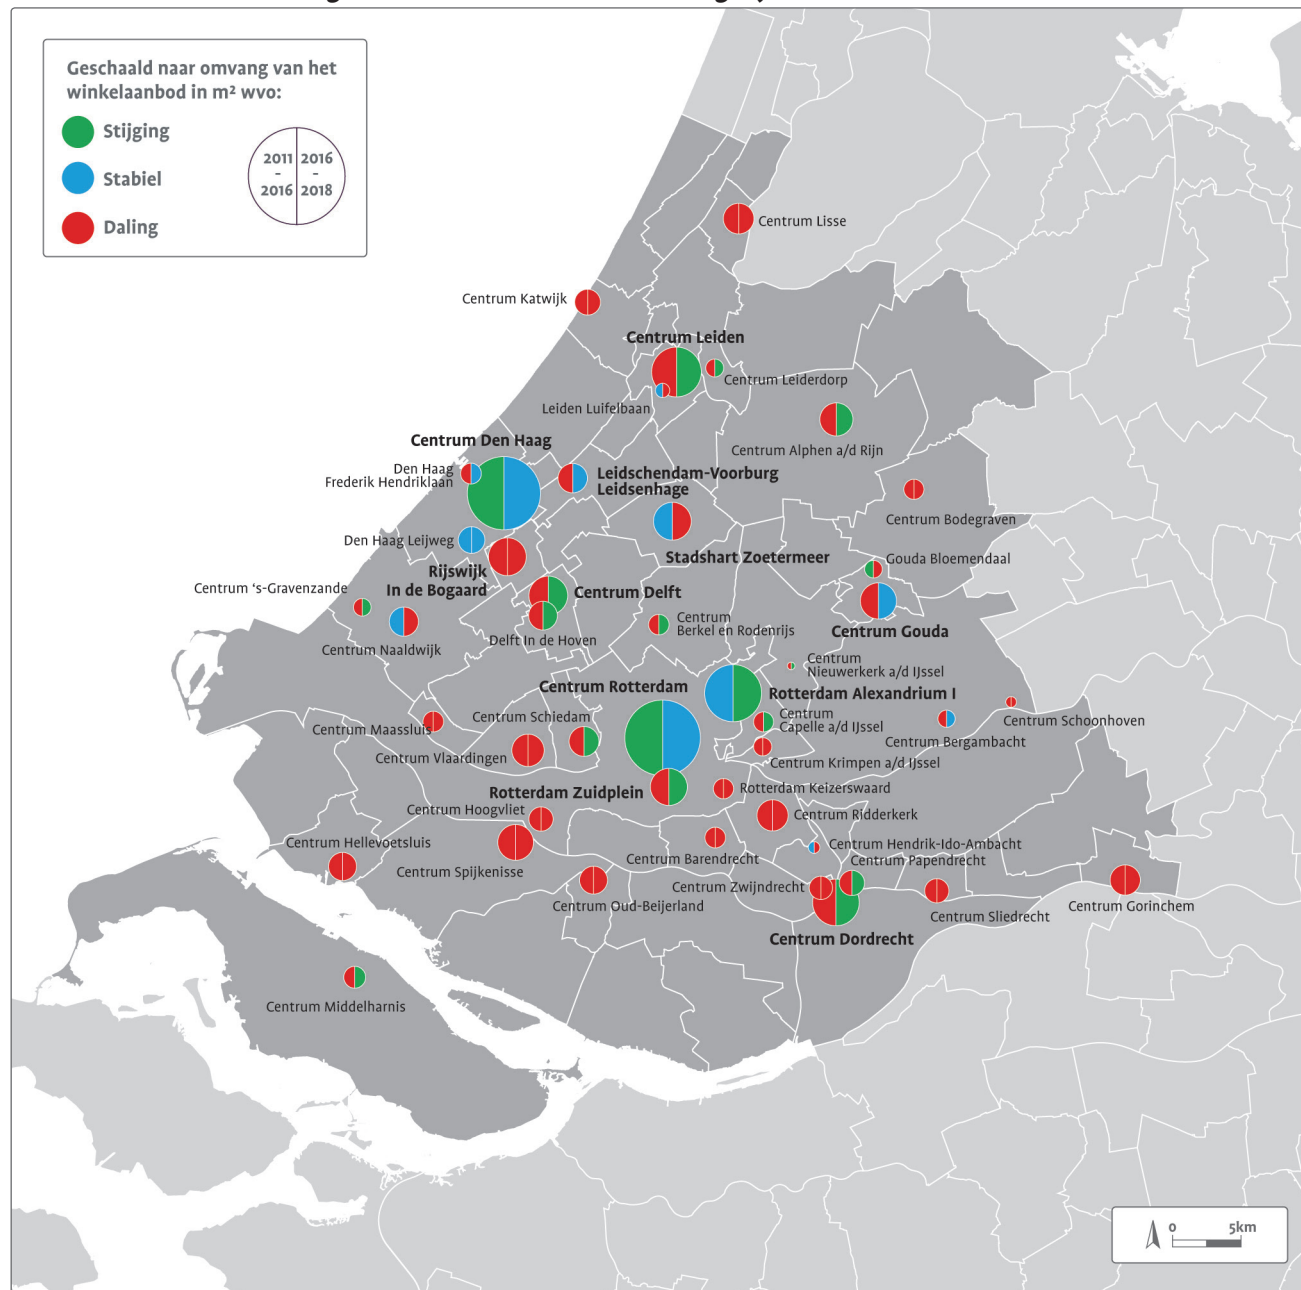 Geschaald naar omvang van het
winkelaanbod in m² wvo:
Stijging
Stabiel
Daling
2011 - 2016
2016 - 2018
Centrum Lisse
Centrum Katwijk
Centrum Leiden
Centrum Leiderdorp
Leiden Luifelbaan
Centrum Alphen a/d Rijn
Centrum Den Haag
Den Haag
Frederik Hendriklaan
Leidschendam-Voorburg
Leidsenhage
Centrum Bodegraven
Den Haag Leijweg
Stadshart Zoetermeer
Gouda Bloemendaal
Rijswijk
In de Bogaard
Centrum ‘s-Gravenzande
Centrum Delft
Centrum
Berkel en Rodenrijs
Centrum Gouda
Delft In de Hoven
Centrum Naaldwijk
Centrum
Nieuwerkerk a/d IJssel
Centrum Rotterdam
Rotterdam Alexandrium I
Centrum Schiedam
Centrum
Capelle a/d IJssel
Centrum Schoonhoven
Centrum Maassluis
Centrum Bergambacht
Centrum Vlaardingen
Centrum Krimpen a/d IJssel
Rotterdam Zuidplein
Rotterdam Keizerswaard
Centrum Hoogvliet
Centrum Ridderkerk
Centrum Hellevoetsluis
Centrum Hendrik-Ido-Ambacht
Centrum Barendrecht
Centrum Papendrecht
Centrum Spijkenisse
Centrum Zwijndrecht
Centrum Oud-Beijerland
Centrum Sliedrecht
Centrum Gorinchem
Centrum Dordrecht
Centrum Middelharnis
0 5km